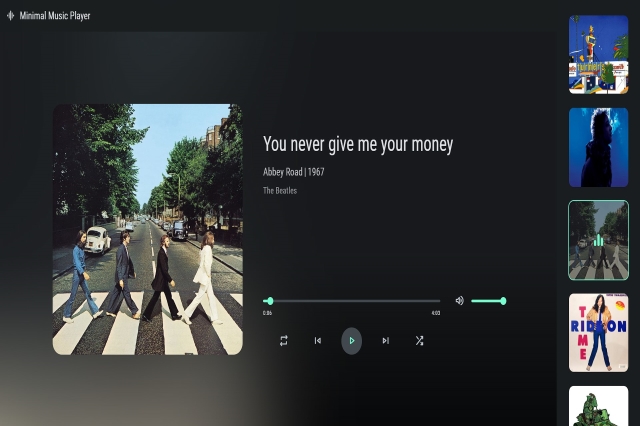 Minimal Music Player
You never give me your money
Abbey Road | 1967
The Beatles
0:06
4:03
RIDE ON
TIME